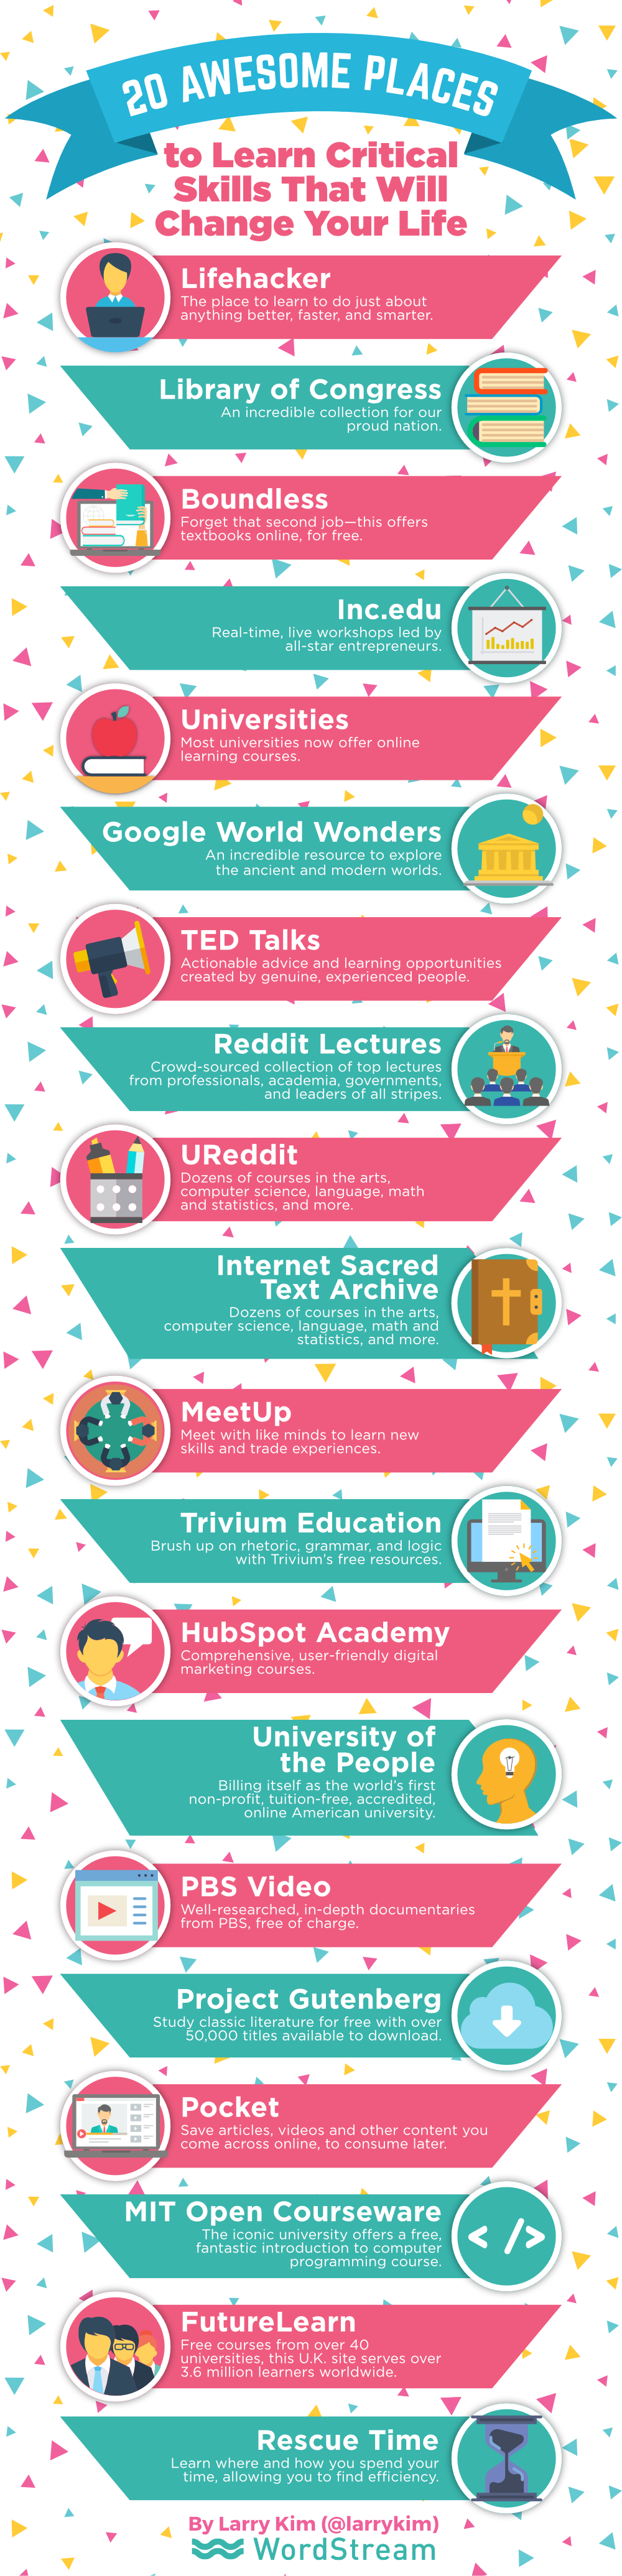 20 AWESOME PLACES
to Learn Critical
Skills That Will
Change Your Life
Lifehacker
The place to learn to do just about
anything better, faster, and smarter.
Library of Congress
An incredible collection for our
proud nation.
Boundless
Forget that second job—this offers
textbooks online, for free.
Inc.edu
Real-time, live workshops led by
all-star entrepreneurs.
Universities
Most universities now offer online
learning courses.
Google World Wonders
An incredible resource to explore
the ancient and modern worlds.
TED Talks
Actionable advice and learning opportunities
created by genuine, experienced people.
Reddit Lectures
Crowd-sourced collection of top lectures
from professionals, academia, governments,
and leaders of all stripes.
UReddit
Dozens of courses in the arts,
computer science, language, math
and statistics, and more.
Internet Sacred
Text Archive
Dozens of courses in the arts,
computer science, language, math and
statistics, and more.
MeetUp
Meet with like minds to learn new
skills and trade experiences.
Trivium Education
Brush up on rhetoric, grammar, and logic
with Trivium's free resources.
HubSpot Academy
Comprehensive, user-friendly digital
marketing courses.
University of
the People
Billing itself as the world's first
non-profit, tuition-free, accredited,
online American university.
PBS Video
Well-researched, in-depth documentaries
from PBS, free of charge.
Project Gutenberg
Study classic literature for free with over
50,000 titles available to download.
Pocket
Save articles, videos and other content you
come across online, to consume later.
MIT Open Courseware
The iconic university offers a free,
fantastic introduction to computer
programming course.
</>
FutureLearn
Free courses from over 40
universities, this U.K. site serves over
3.6 million learners worldwide.
Rescue Time
Learn where and how you spend your
time, allowing you to find efficiency.
By Larry Kim (@larrykim)
WordStream